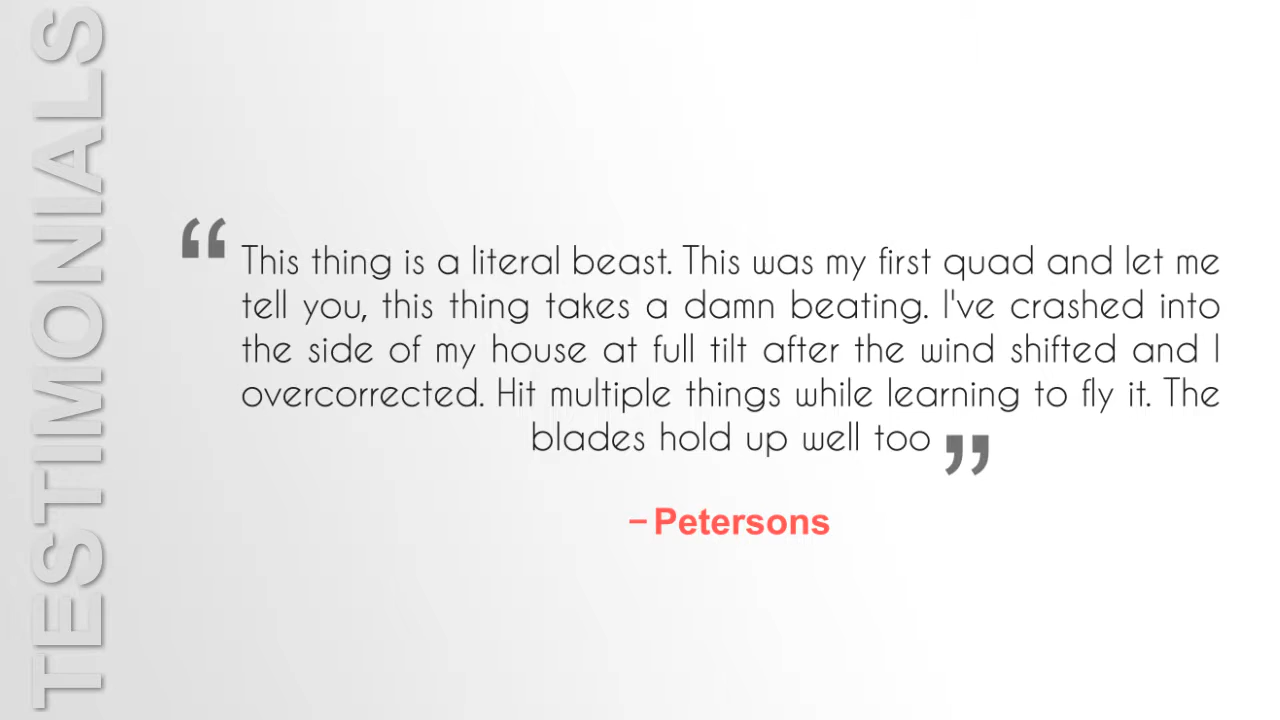 TESTIMONIALS
“ This thing is a literal beast. This was my first quad and let me
tell you, this thing takes a damn beating. I've crashed into
the side of my house at full tilt after the wind shifted and I
overcorrected. Hit multiple things while learning to fly it. The
blades hold up well too ”
– Petersons